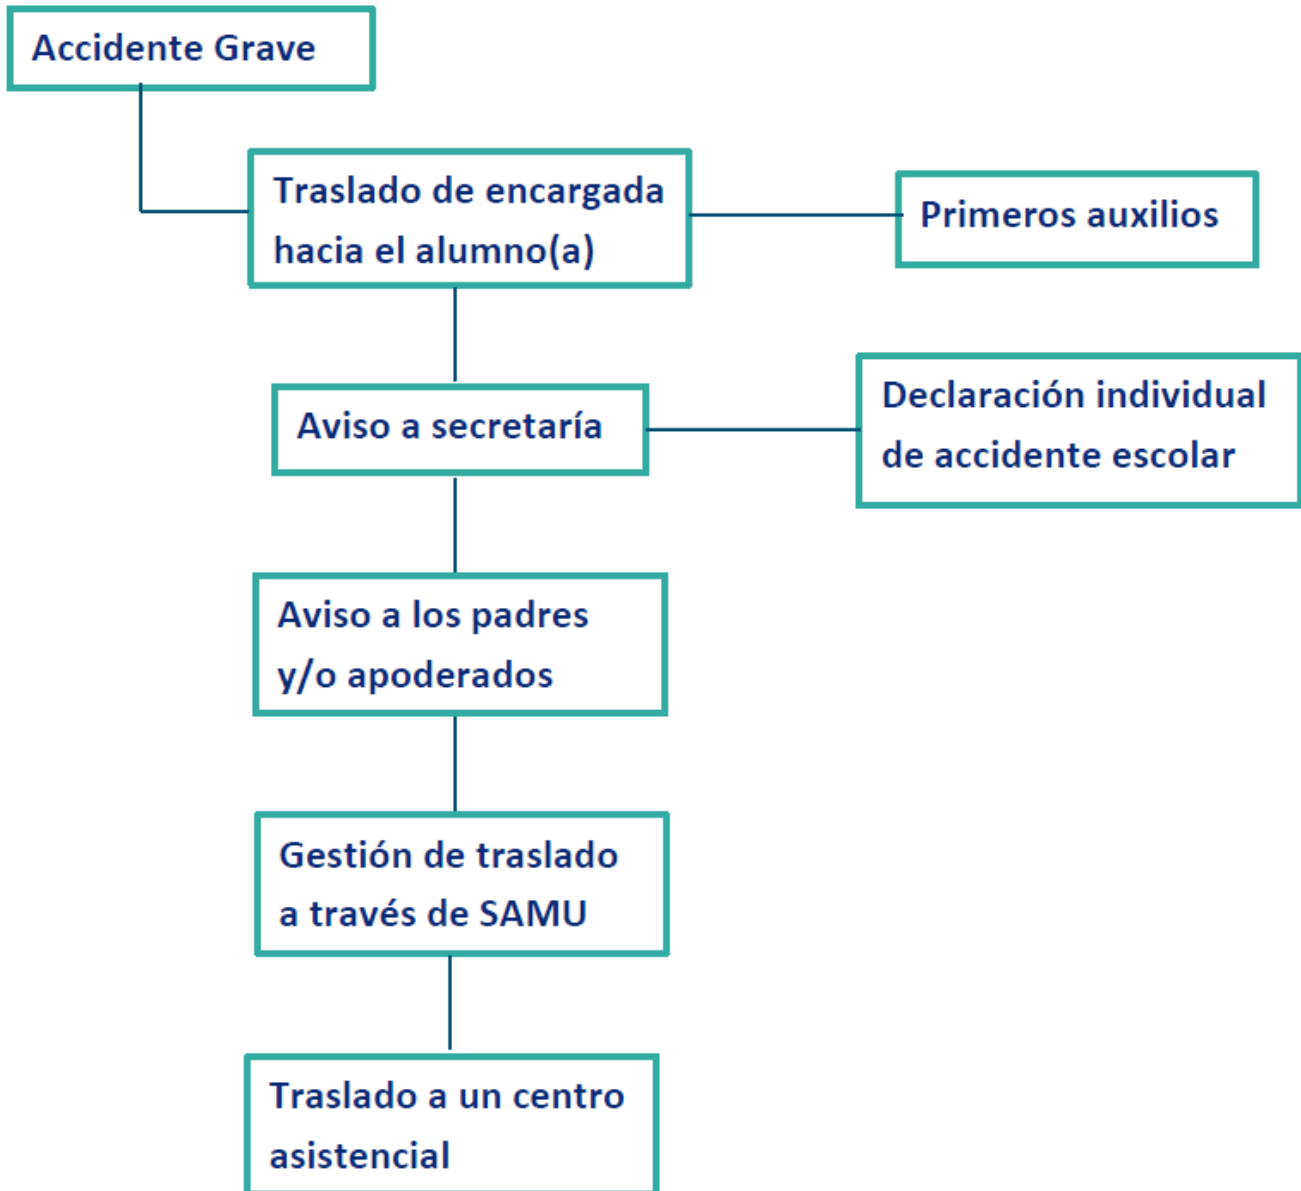 Accidente Grave
Traslado de encargada
hacia el alumno(a)
Primeros auxilios
Aviso a secretaría
Declaración individual
de accidente escolar
Aviso a los padres
y/o apoderados
Gestión de traslado
a través de SAMU
Traslado a un centro
asistencial